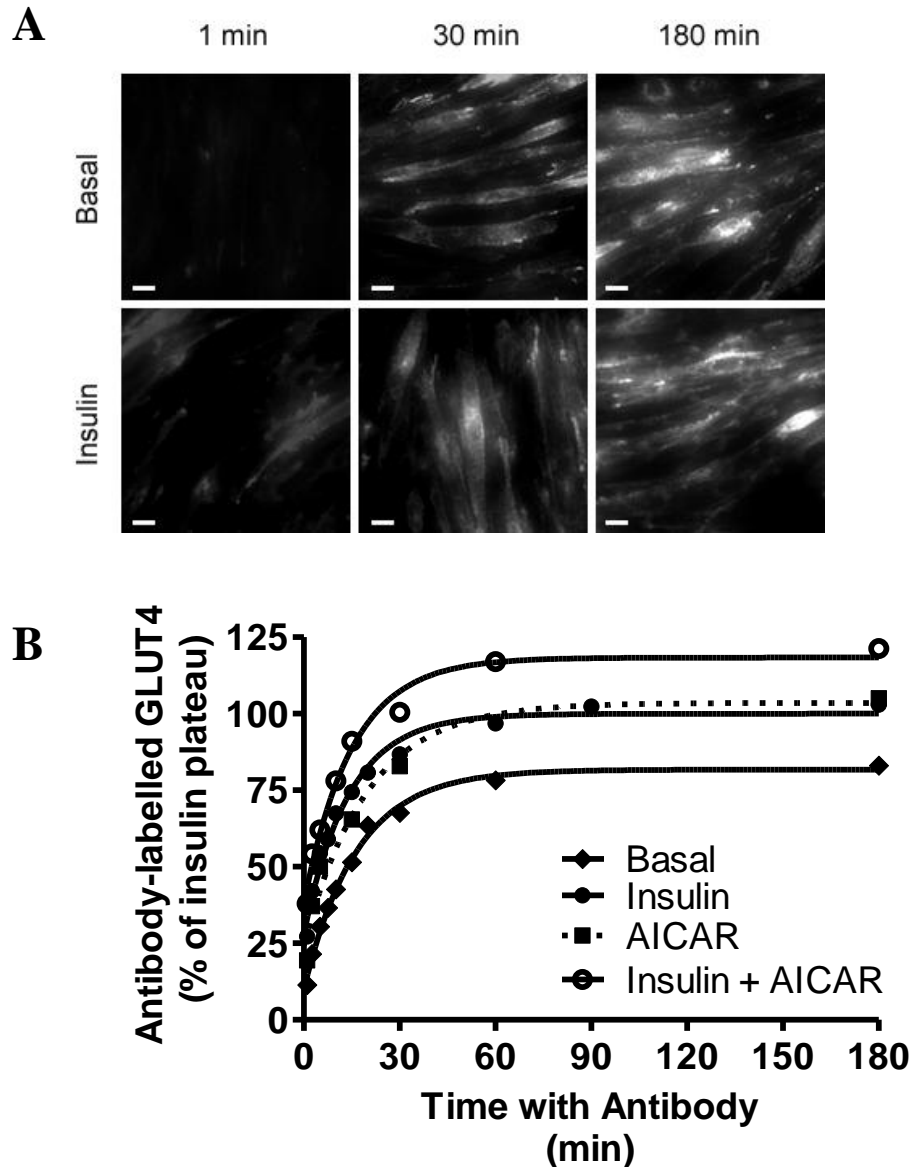 A
1 min 30 min 180 min
Basal
Insulin
B
Antibody-labelled GLUT4
(% of insulin plateau)
125
100
75
50
25
0
Basal
Insulin
AICAR
Insulin + AICAR
0 30 60 90 120 150 180
Time with Antibody
(min)